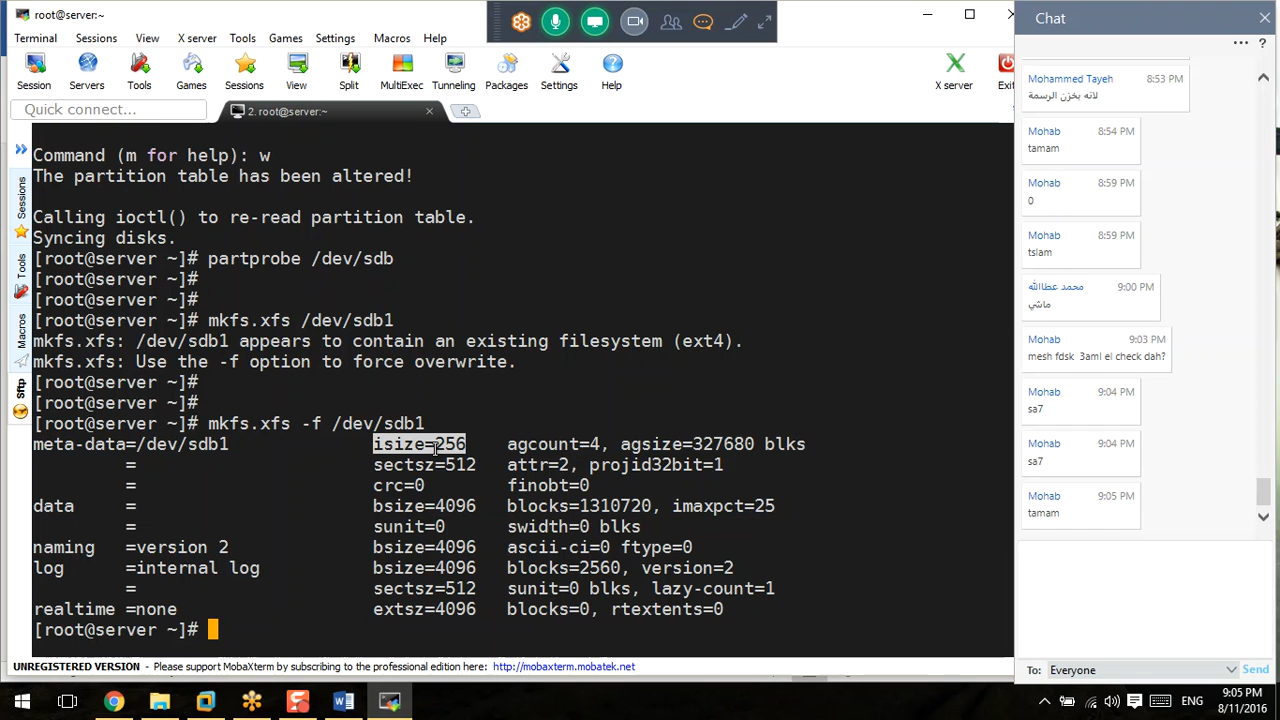 root@server:~
Terminal Sessions View X server Tools Games Settings Macros Help
Session Servers Tools Games Sessions View Split MultiExec Tunneling Packages Settings Help X server Exit
Quick connect...
2. root@server:~
Sessions
Tools
Macros
Sftp
Command (m for help): w
The partition table has been altered!
Calling ioctl() to re-read partition table.
Syncing disks.
[root@server ~]# partprobe /dev/sdb
[root@server ~]#
[root@server ~]#
[root@server ~]# mkfs.xfs /dev/sdb1
mkfs.xfs: /dev/sdb1 appears to contain an existing filesystem (ext4).
mkfs.xfs: Use the -f option to force overwrite.
[root@server ~]#
[root@server ~]#
[root@server ~]# mkfs.xfs -f /dev/sdb1
meta-data=/dev/sdb1 isize=256 agcount=4, agsize=327680 blks
= sectsz=512 attr=2, projid32bit=1
= crc=0 finobt=0
data = bsize=4096 blocks=1310720, imaxpct=25
= sunit=0 swidth=0 blks
naming =version 2 bsize=4096 ascii-ci=0 ftype=0
log =internal log bsize=4096 blocks=2560, version=2
= sectsz=512 sunit=0 blks, lazy-count=1
realtime =none extsz=4096 blocks=0, rtextents=0
[root@server ~]#
UNREGISTERED VERSION - Please support MobaXterm by subscribing to the professional edition here: http://mobaxterm.mobatek.net
Chat
Mohammed Tayeh 8:53 PM
لانه بخزن الرسمة
Mohab 8:54 PM
tamam
Mohab 8:59 PM
0
Mohab 8:59 PM
tslam
محمد عطاالله 9:00 PM
ماشي
Mohab 9:03 PM
mesh fdsk 3aml el check dah?
Mohab 9:04 PM
sa7
Mohab 9:04 PM
sa7
Mohab 9:05 PM
tamam
To: Everyone Send
ENG
9:05 PM
8/11/2016